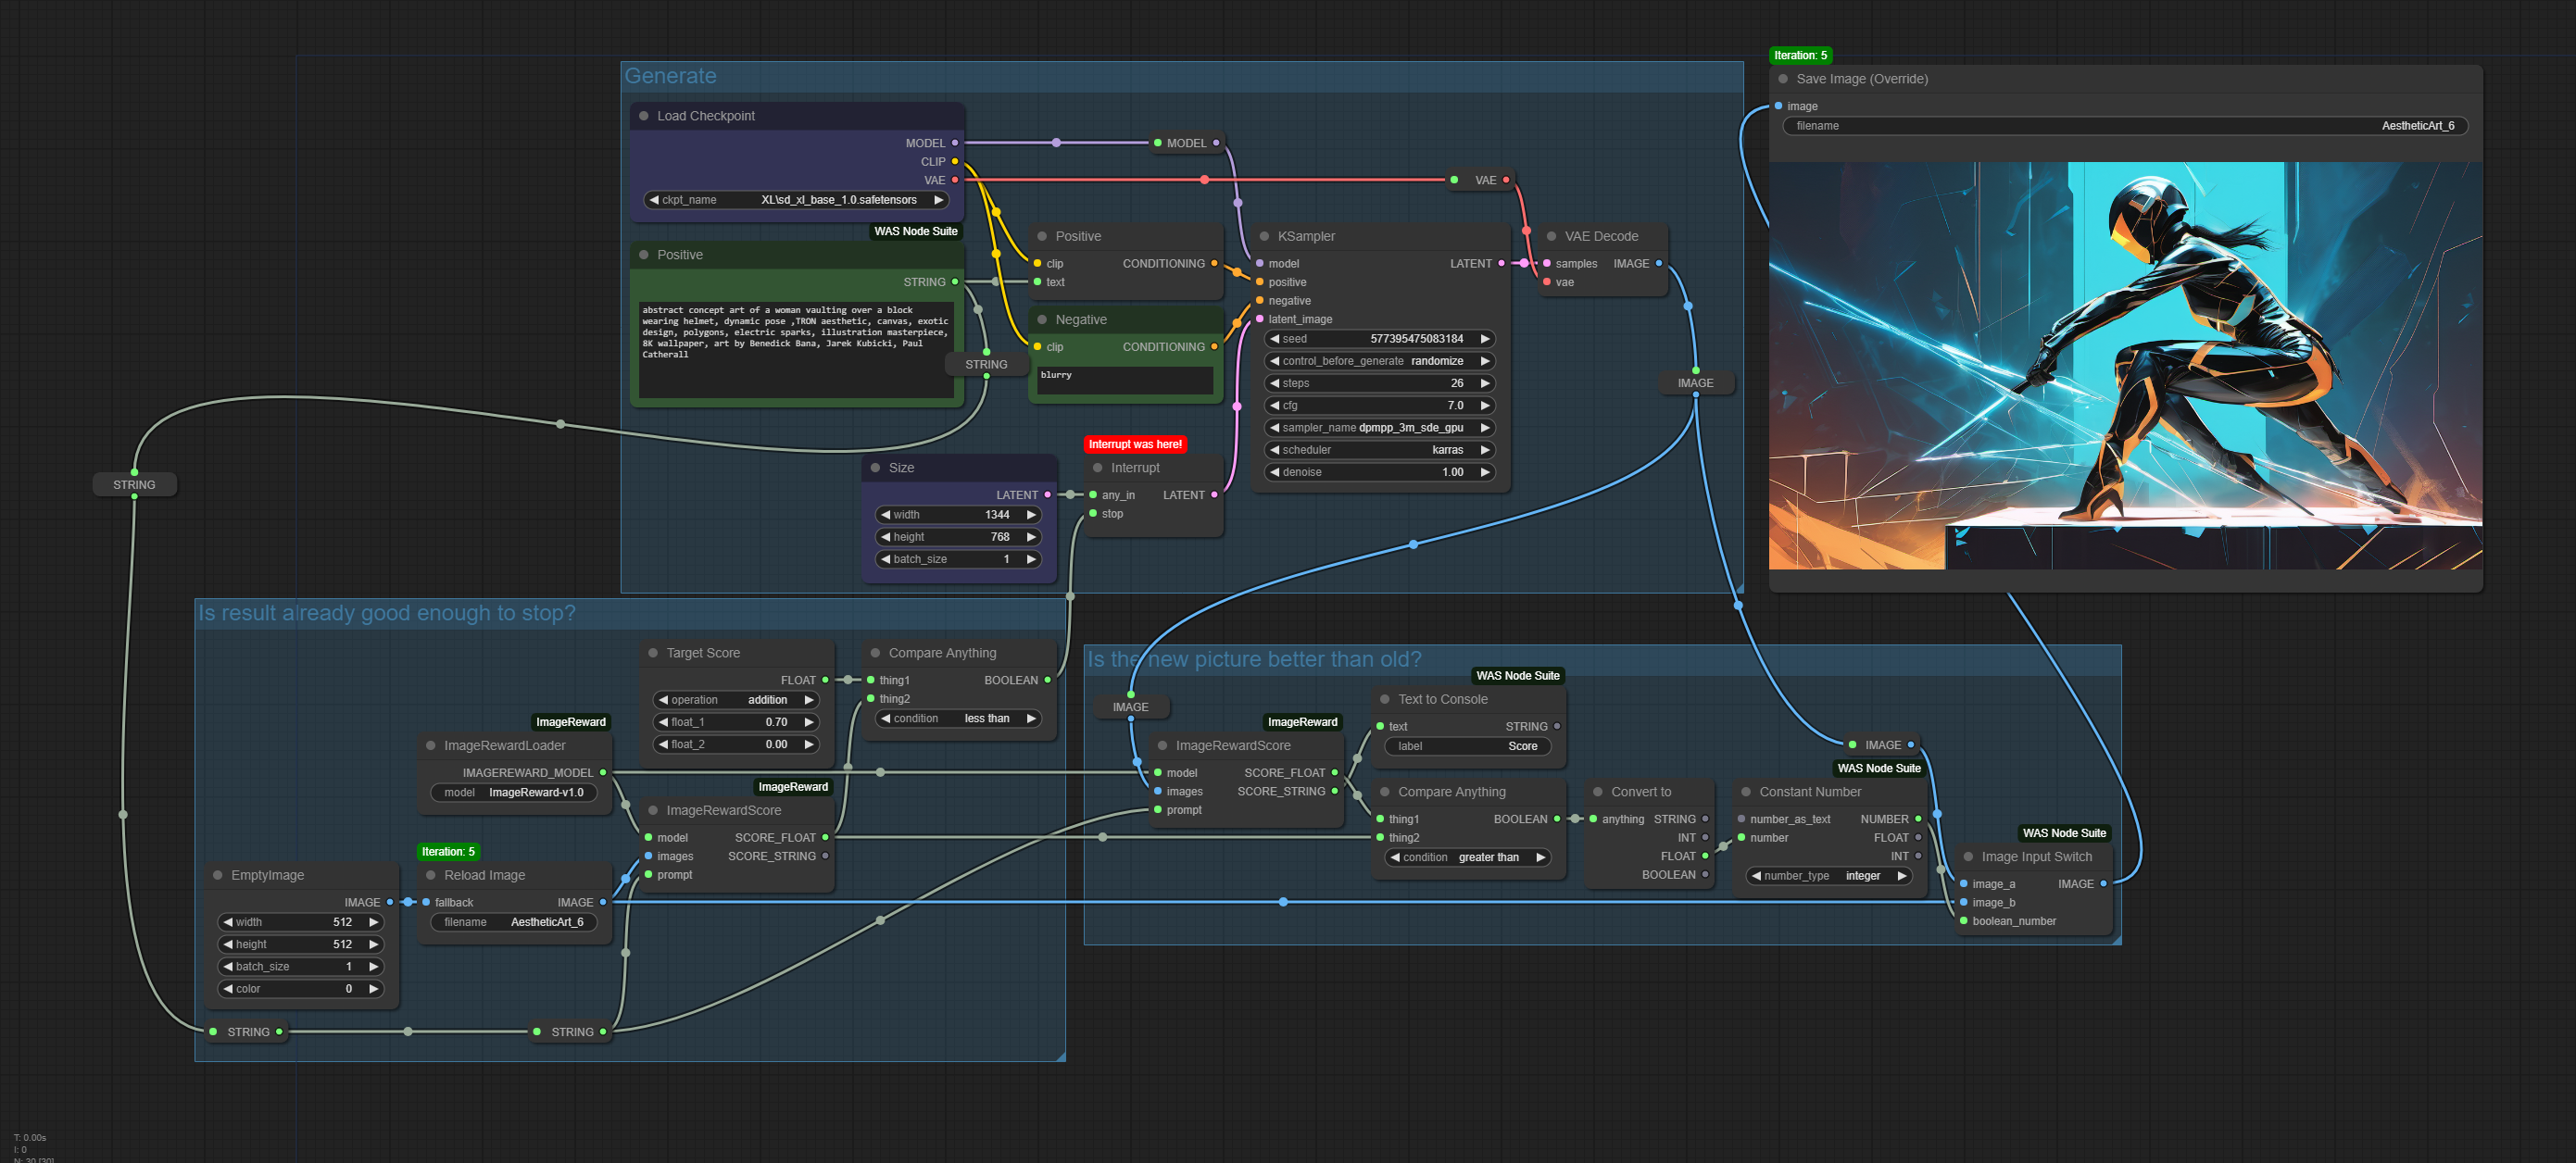 Generate
Load Checkpoint
MODEL
CLIP
VAE
ckpt_name XL\sd_xl_base_1.0.safetensors
WAS Node Suite
Positive
STRING
abstract concept art of a woman vaulting over a block
wearing helmet, dynamic pose ,TRON aesthetic, canvas, exotic
design, polygons, electric sparks, illustration masterpiece,
8K wallpaper, art by Benedick Bana, Jarek Kubicki, Paul
Catherall
STRING
MODEL
VAE
Positive
clip CONDITIONING
text
Negative
clip CONDITIONING
blurry
KSampler
model LATENT
positive
negative
latent_image
seed 577395475083184
control_before_generate randomize
steps 26
cfg 7.0
sampler_name dpmpp_3m_sde_gpu
scheduler karras
denoise 1.00
VAE Decode
samples IMAGE
vae
IMAGE
Size
LATENT
width 1344
height 768
batch_size 1
Interrupt was here!
Interrupt
any_in LATENT
stop
Iteration: 5
Save Image (Override)
image
filename AestheticArt_6
STRING
Is result already good enough to stop?
Target Score
FLOAT
operation addition
float_1 0.70
float_2 0.00
Compare Anything
thing1 BOOLEAN
thing2
condition less than
ImageReward
ImageRewardLoader
IMAGEREWARD_MODEL
model ImageReward-v1.0
ImageReward
ImageRewardScore
model SCORE_FLOAT
images SCORE_STRING
prompt
EmptyImage
IMAGE
width 512
height 512
batch_size 1
color 0
Iteration: 5
Reload Image
fallback IMAGE
filename AestheticArt_6
STRING
STRING
Is the new picture better than old?
IMAGE
ImageReward
ImageRewardScore
model SCORE_FLOAT
images SCORE_STRING
prompt
WAS Node Suite
Text to Console
text STRING
label Score
Compare Anything
thing1 BOOLEAN
thing2
condition greater than
Convert to
anything STRING
INT
FLOAT
BOOLEAN
IMAGE
WAS Node Suite
Constant Number
number_as_text NUMBER
number FLOAT
INT
number_type integer
WAS Node Suite
Image Input Switch
image_a IMAGE
image_b
boolean_number
T: 0.00s
I: 0
N: 30 [30]